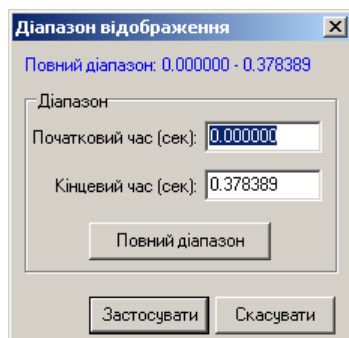 Діапазон відображення
Повний діапазон: 0.000000 - 0.378389
Діапазон
Початковий час (сек): 0.000000
Кінцевий час (сек): 0.378389
Повний діапазон
Застосувати Скасувати